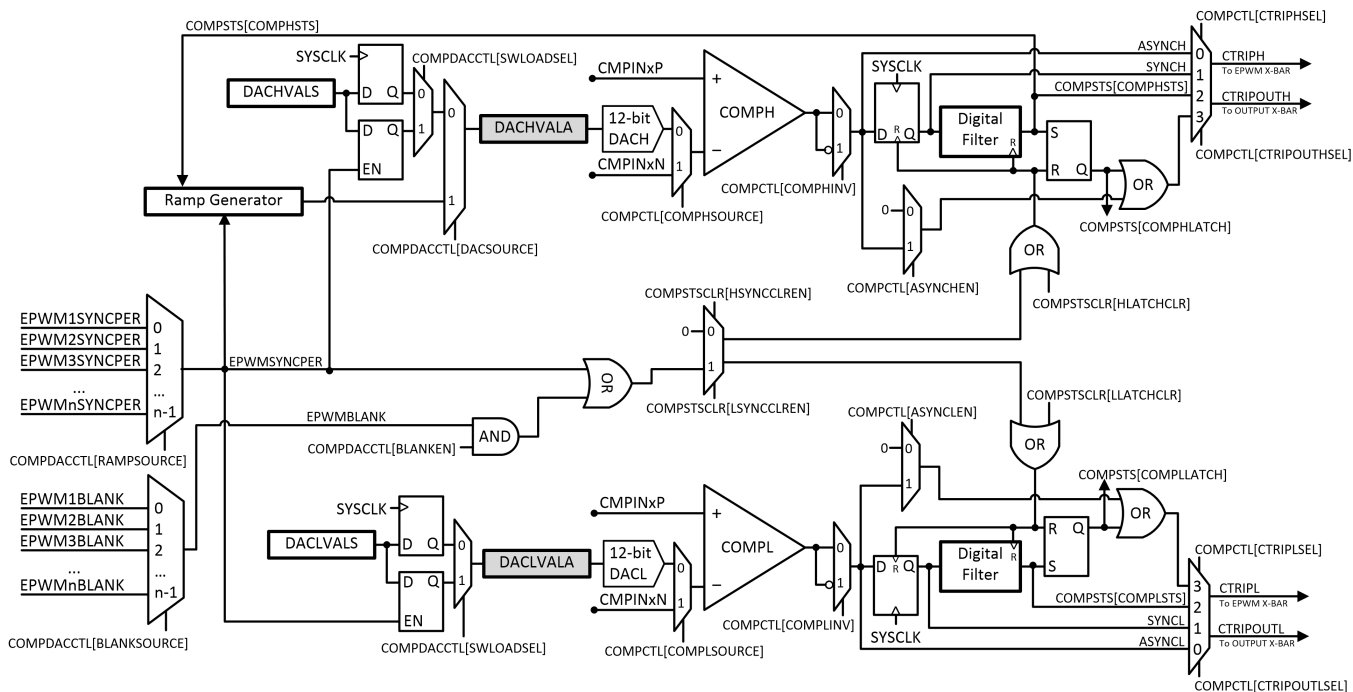 COMPSTS[COMPHSTS]
COMPCTL[CTRIPHSEL]
SYSCLK
COMPDACCTL[SWLOADSEL]
DACHVALS
D Q
0
D Q
1
EN
0
1
DACHVALA
12-bit
DACH
CMPINxP
CMPINxN
0
1
+
COMPH
−
0
1
COMPCTL[COMPHINV]
COMPCTL[COMPHSOURCE]
COMPDACCTL[DACSOURCE]
Ramp Generator
SYSCLK
D R Q
Digital
Filter
R
S
R Q
OR
ASYNCH
SYNCH
COMPSTS[COMPHSTS]
0
1
2
3
CTRIPH
To EPWM X-BAR
CTRIPOUTH
To OUTPUT X-BAR
COMPCTL[CTRIPOUTHSEL]
0
0
1
COMPCTL[ASYNCHEN]
COMPSTS[COMPHLATCH]
OR
COMPSTSCLR[HLATCHCLR]
EPWM1SYNCPER
EPWM2SYNCPER
EPWM3SYNCPER
...
EPWMnSYNCPER
0
1
2
...
n-1
COMPDACCTL[RAMPSOURCE]
EPWMSYNCPER
OR
COMPSTSCLR[HSYNCCLREN]
0
0
1
COMPSTSCLR[LSYNCCLREN]
EPWMBLANK
COMPDACCTL[BLANKEN]
AND
EPWM1BLANK
EPWM2BLANK
EPWM3BLANK
...
EPWMnBLANK
0
1
2
...
n-1
COMPDACCTL[BLANKSOURCE]
COMPCTL[ASYNCLEN]
0
0
1
COMPSTSCLR[LLATCHCLR]
OR
COMPSTS[COMPLLATCH]
SYSCLK
DACLVALS
D Q
0
D Q
1
EN
COMPDACCTL[SWLOADSEL]
DACLVALA
12-bit
DACL
CMPINxP
CMPINxN
0
1
COMPCTL[COMPLSOURCE]
+
COMPL
−
0
1
COMPCTL[COMPLINV]
D R Q
SYSCLK
Digital
Filter
R
R Q
S
OR
COMPCTL[CTRIPLSEL]
COMPSTS[COMPLSTS]
SYNCL
ASYNCL
3
2
1
0
CTRIPL
To EPWM X-BAR
CTRIPOUTL
To OUTPUT X-BAR
COMPCTL[CTRIPOUTLSEL]